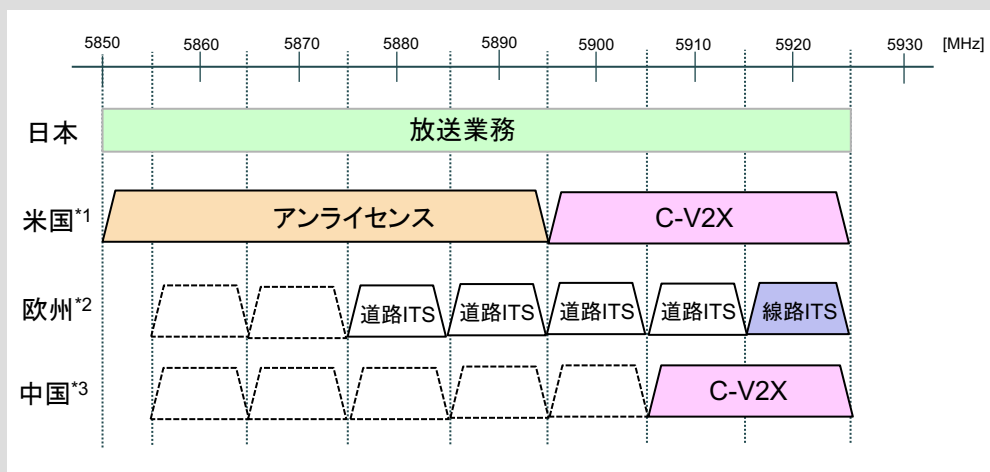 5850 5860 5870 5880 5890 5900 5910 5920 5930 [MHz]
日本 放送業務
米国*1 アンライセンス C-V2X
欧州*2 道路ITS 道路ITS 道路ITS 道路ITS 線路ITS
中国*3 C-V2X